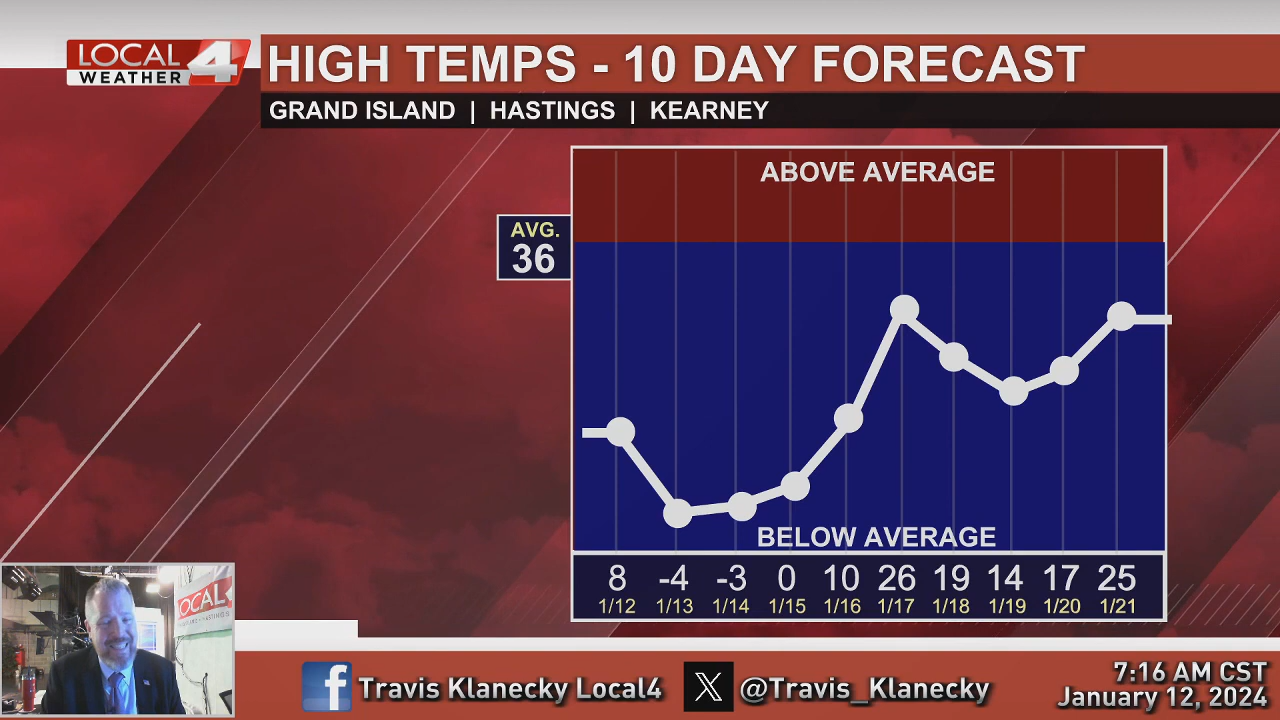 LOCAL 4
WEATHER
HIGH TEMPS - 10 DAY FORECAST
GRAND ISLAND | HASTINGS | KEARNEY
ABOVE AVERAGE
AVG.
36
BELOW AVERAGE
8 -4 -3 0 10 26 19 14 17 25
1/12 1/13 1/14 1/15 1/16 1/17 1/18 1/19 1/20 1/21
LOCAL
f Travis Klanecky Local4
X @Travis_Klanecky
7:16 AM CST
January 12, 2024